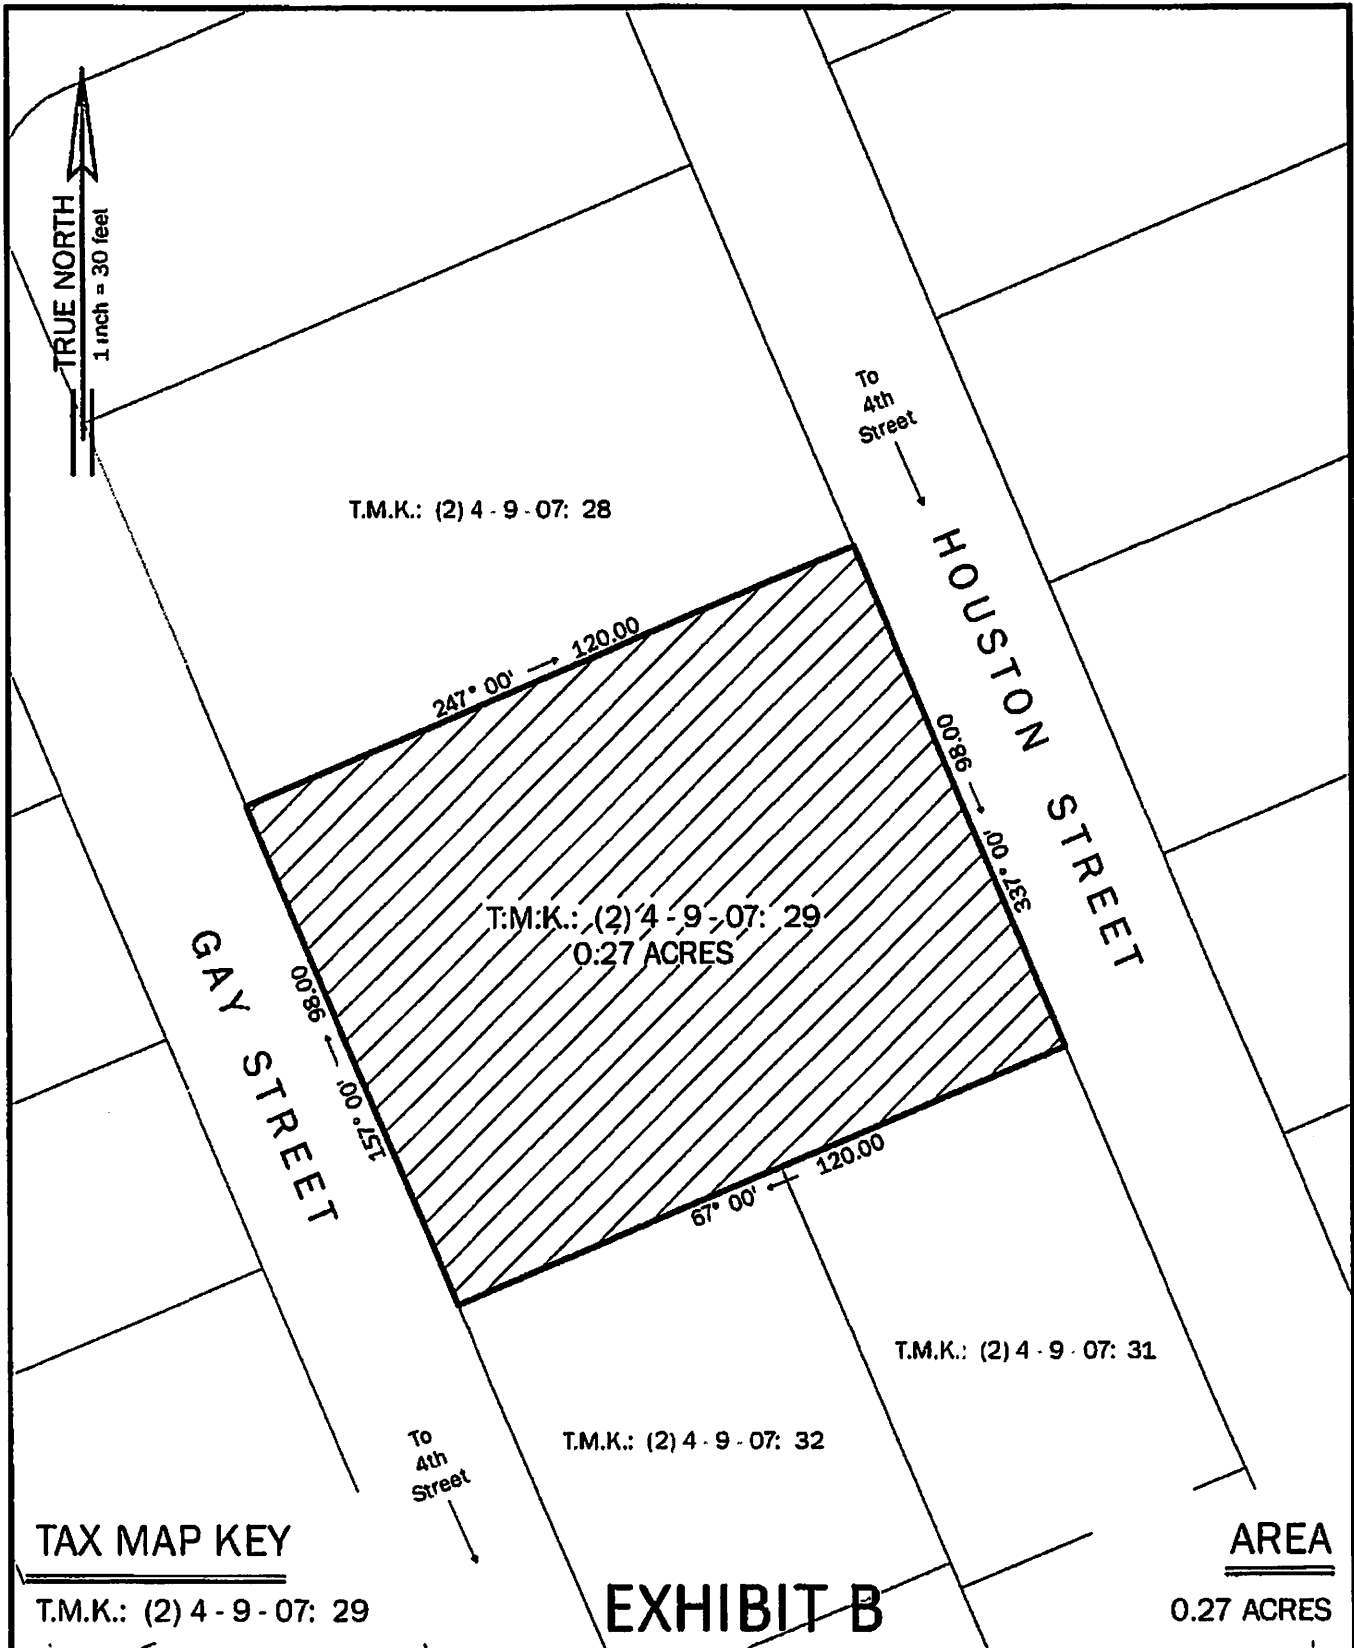 TRUE NORTH
1 inch = 30 feet
To
4th
Street
T.M.K.: (2) 4 - 9 - 07: 28
HOUSTON STREET
247° 00' 120.00
98.00 337° 00'
T.M.K.: (2) 4 - 9 - 07: 29
0.27 ACRES
GAY STREET
157° 00' 98.00
67° 00' 120.00
T.M.K.: (2) 4 - 9 - 07: 31
T.M.K.: (2) 4 - 9 - 07: 32
To
4th
Street
TAX MAP KEY
T.M.K.: (2) 4 - 9 - 07: 29
EXHIBIT B
AREA
0.27 ACRES